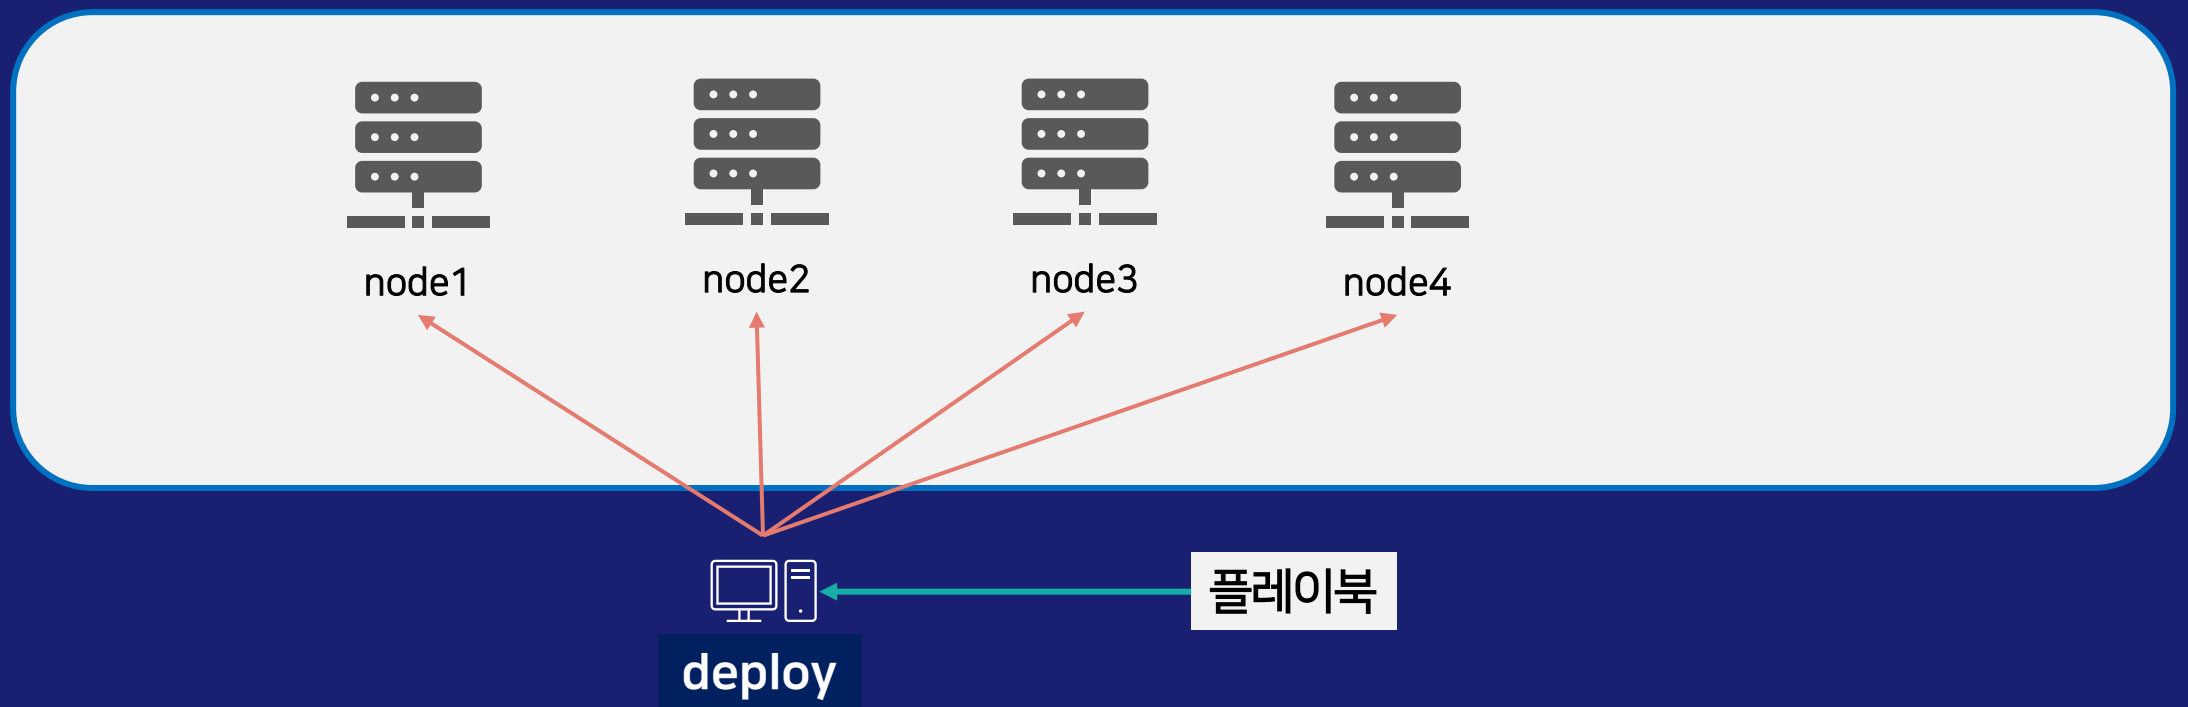 node1
node2
node3
node4
플레이북
deploy